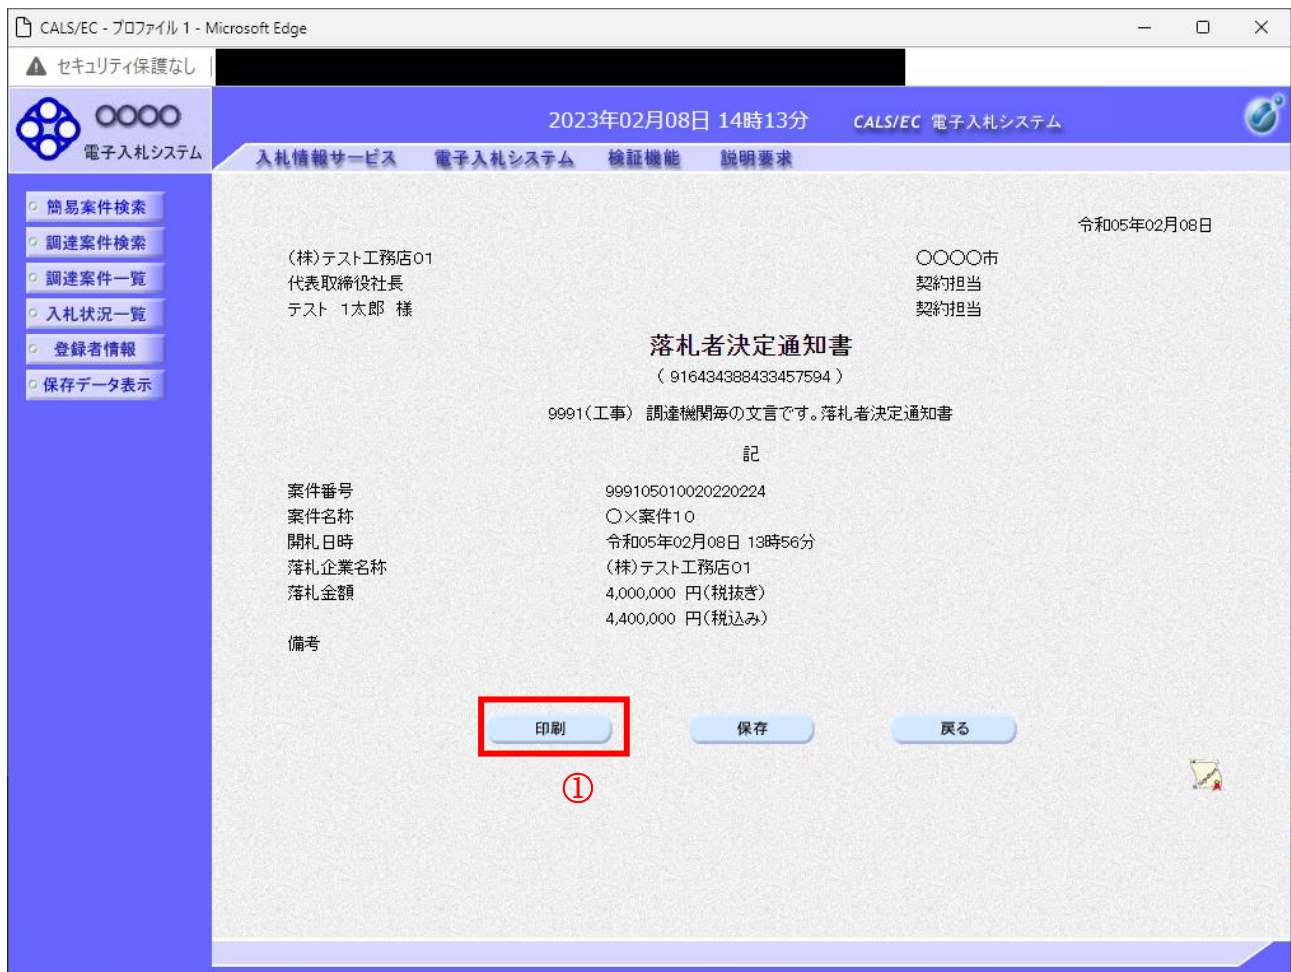 CALS/EC - プロファイル 1 - Microsoft Edge
セキュリティ保護なし
〇〇〇〇
電子入札システム
2023年02月08日 14時13分
CALS/EC 電子入札システム
入札情報サービス 電子入札システム 検証機能 説明要求
簡易案件検索
調達案件検索
調達案件一覧
入札状況一覧
登録者情報
保存データ表示
令和05年02月08日
(株)テスト工務店01
代表取締役社長
テスト 1太郎 様
〇〇〇〇市
契約担当
契約担当
落札者決定通知書
( 916434388433457594 )
9991(工事) 調達機関毎の文言です。落札者決定通知書
記
案件番号 999105010020220224
案件名称 〇×案件10
開札日時 令和05年02月08日 13時56分
落札企業名称 (株)テスト工務店01
落札金額 4,000,000 円(税抜き)
4,400,000 円(税込み)
備考
印刷 保存 戻る
①